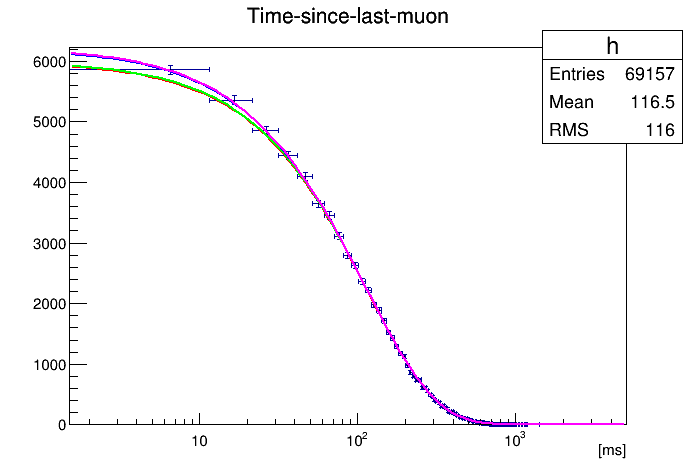 Time-since-last-muon
h
Entries 69157
Mean 116.5
RMS 116
6000
5000
4000
3000
2000
1000
0
10 10² 10³
[ms]